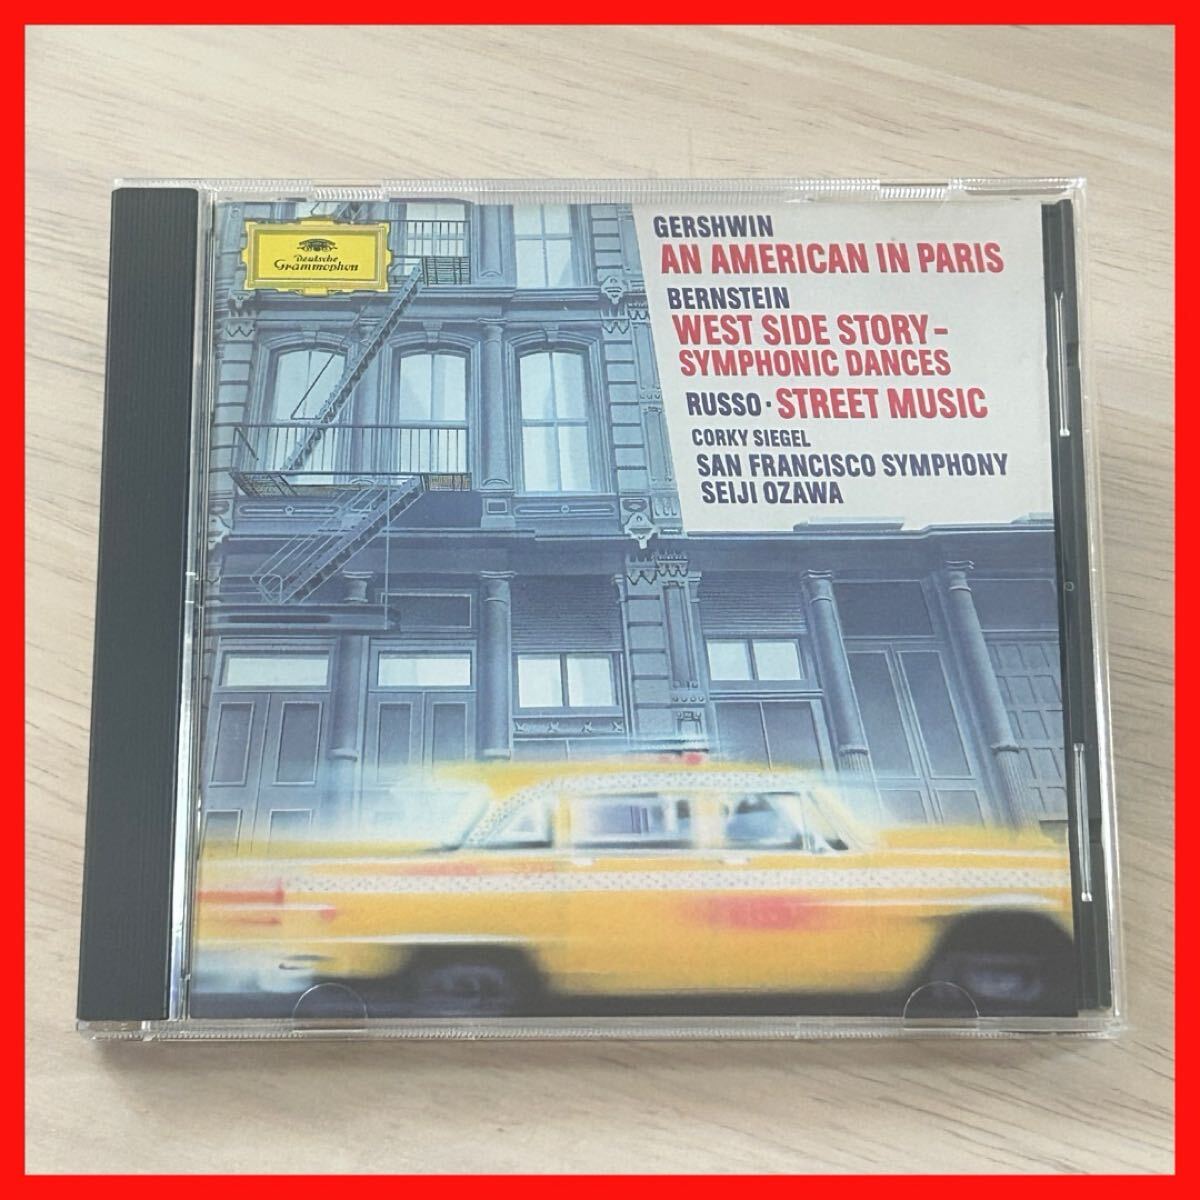 Deutsche
Grammophon
GERSHWIN
AN AMERICAN IN PARIS
BERNSTEIN
WEST SIDE STORY–
SYMPHONIC DANCES
RUSSO · STREET MUSIC
CORKY SIEGEL
SAN FRANCISCO SYMPHONY
SEIJI OZAWA